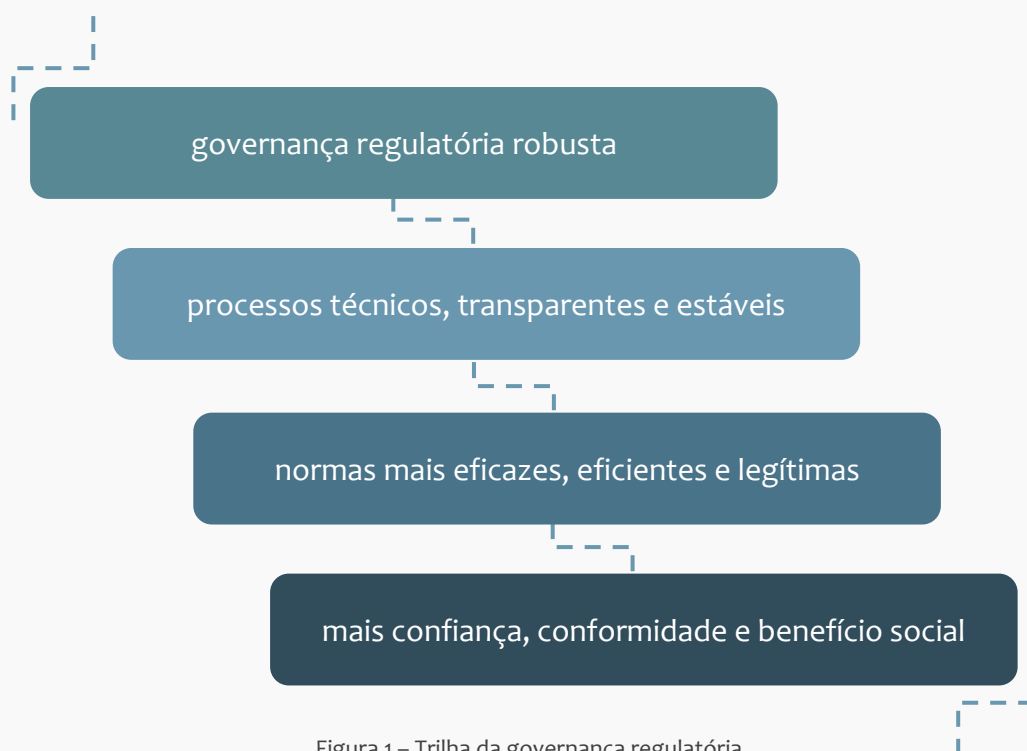 governança regulatória robusta
processos técnicos, transparentes e estáveis
normas mais eficazes, eficientes e legítimas
mais confiança, conformidade e benefício social
Figura 1 – Trilha da governança regulatória